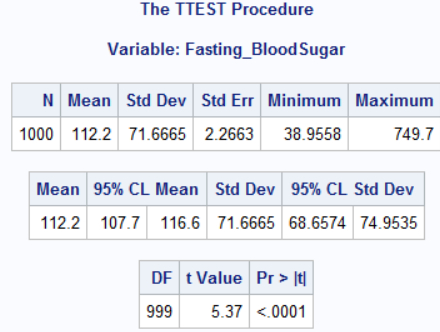 The TTEST Procedure
Variable: Fasting_BloodSugar
N Mean Std Dev Std Err Minimum Maximum
1000 112.2 71.6665 2.2663 38.9558 749.7
Mean 95% CL Mean Std Dev 95% CL Std Dev
112.2 107.7 116.6 71.6665 68.6574 74.9535
DF t Value Pr > |t|
999 5.37 <.0001